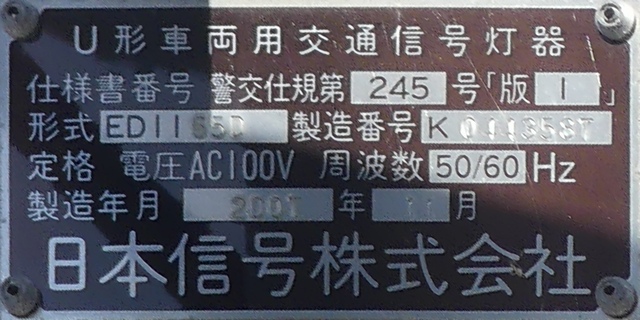 U形車両用交通信号灯器
仕様書番号 警交仕規第 245 号「版 1 」
形式 ED1165D 製造番号 K
定格 電圧AC100V 周波数 50/60 Hz
製造年月 2007 年 11 月
日本信号株式会社